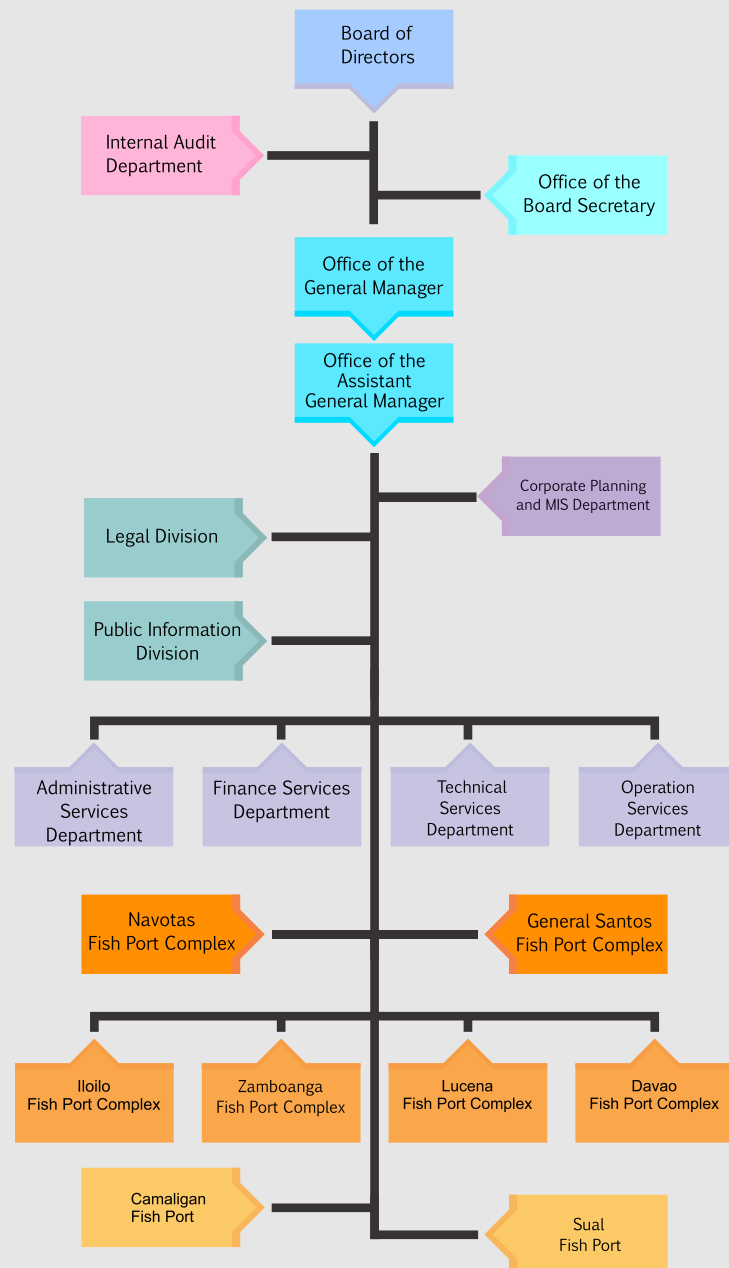 Board of
Directors
Internal Audit
Department
Office of the
Board Secretary
Office of the
General Manager
Office of the
Assistant
General Manager
Corporate Planning
and MIS Department
Legal Division
Public Information
Division
Administrative
Services
Department
Finance Services
Department
Technical
Services
Department
Operation
Services
Department
Navotas
Fish Port Complex
General Santos
Fish Port Complex
Iloilo
Fish Port Complex
Zamboanga
Fish Port Complex
Lucena
Fish Port Complex
Davao
Fish Port Complex
Camaligan
Fish Port
Sual
Fish Port